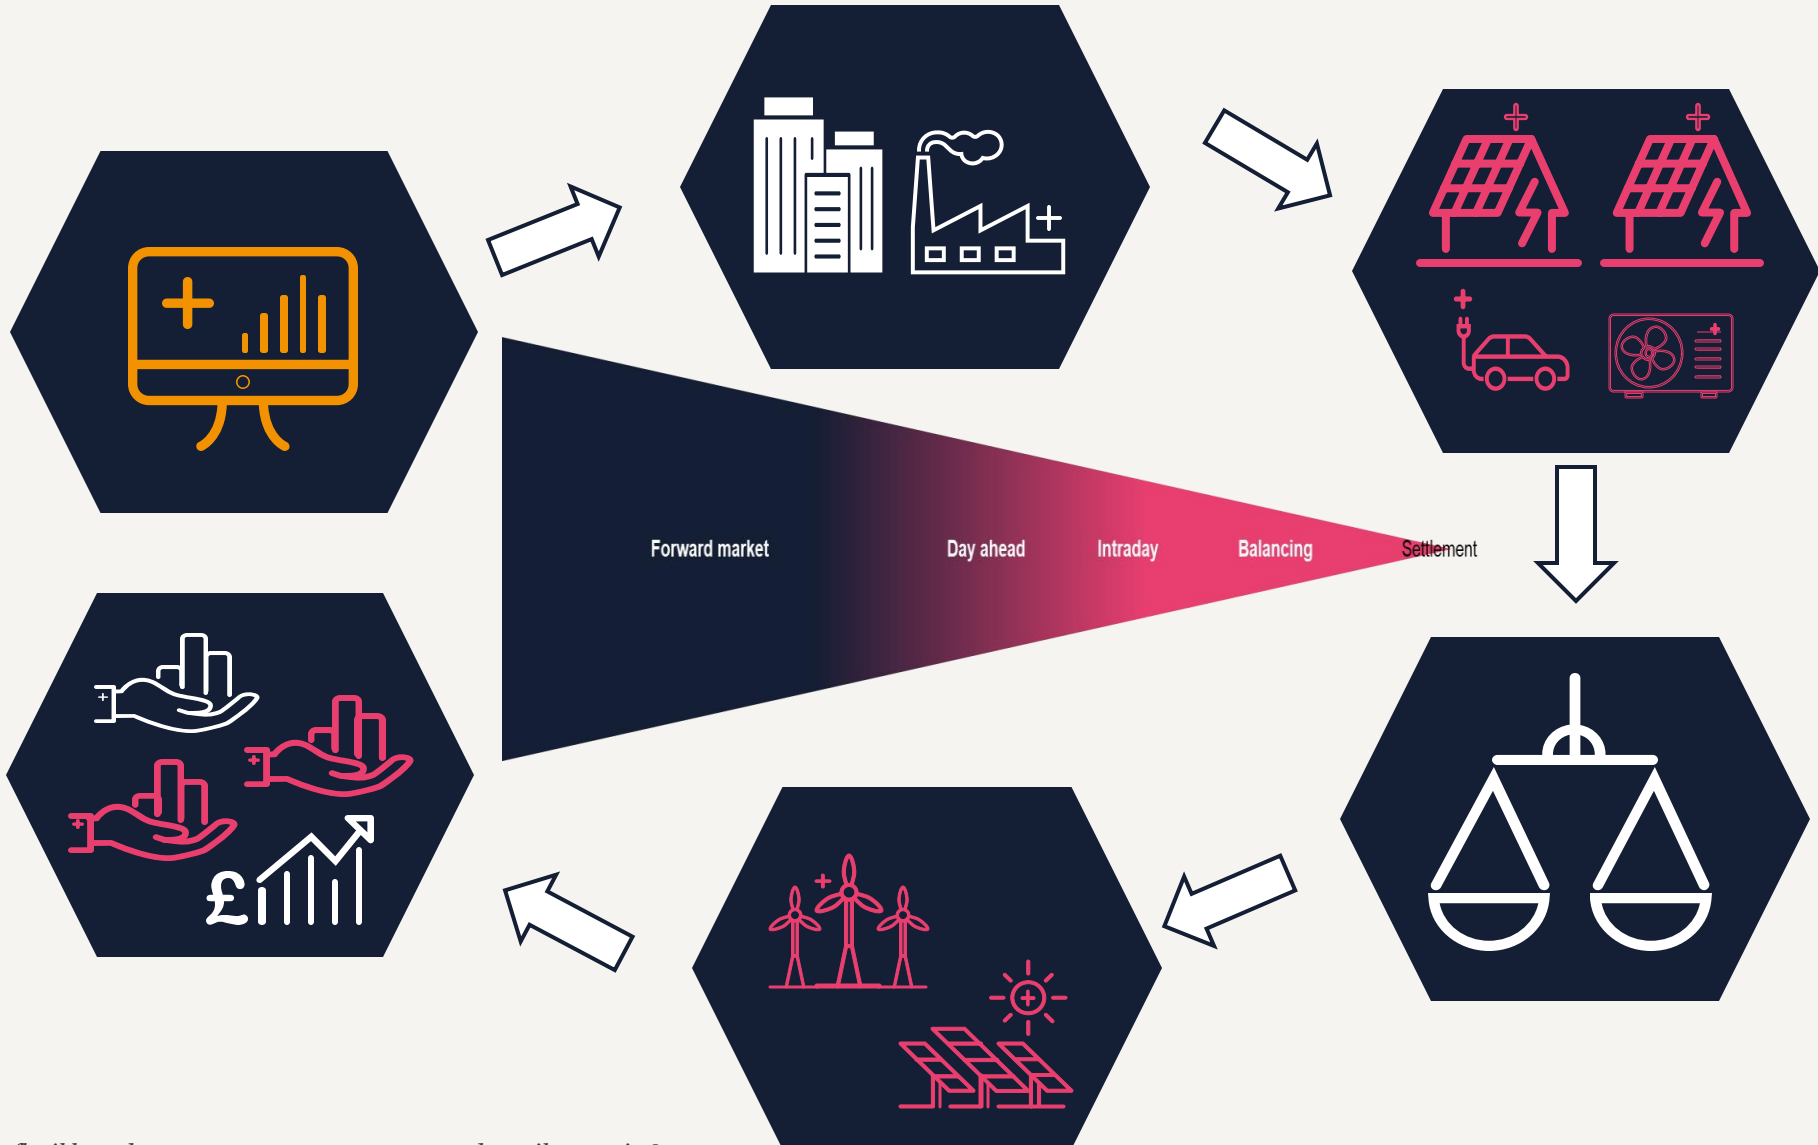 Forward market
Day ahead
Intraday
Balancing
Settlement
£